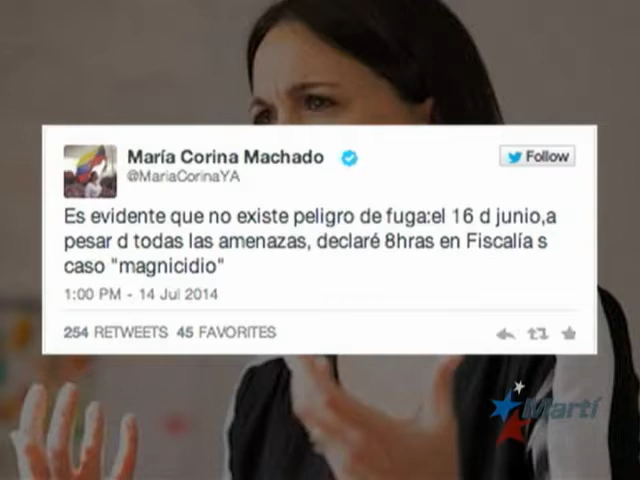 María Corina Machado
Follow
@MariaCorinaYA
Es evidente que no existe peligro de fuga:el 16 d junio,a
pesar d todas las amenazas, declaré 8hras en Fiscalía s
caso "magnicidio"
1:00 PM - 14 Jul 2014
254 RETWEETS 45 FAVORITES
Martí